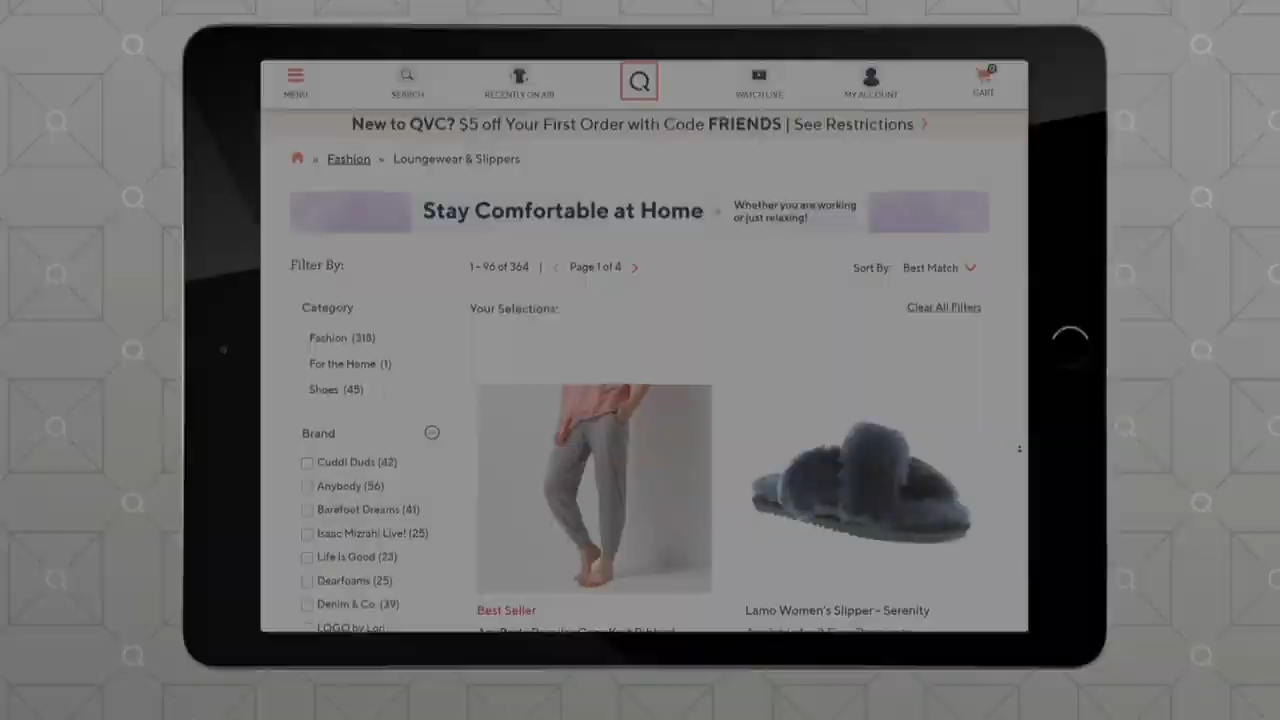 MENU
SEARCH
RECENTLY ON AIR
Q
WATCH LIVE
MY ACCOUNT
0
CART
New to QVC? $5 off Your First Order with Code FRIENDS | See Restrictions >
» Fashion » Loungewear & Slippers
Stay Comfortable at Home
Whether you are working
or just relaxing!
Filter By:
1 - 96 of 364 | < Page 1 of 4 >
Sort By: Best Match
Category
Your Selections:
Clear All Filters
Fashion (318)
For the Home (1)
Shoes (45)
Brand
Cuddl Duds (42)
Anybody (56)
Barefoot Dreams (41)
Isaac Mizrahi Live! (25)
Life is Good (23)
Dearfoams (25)
Denim & Co. (39)
LOGO by Lori
Best Seller
Lamo Women's Slipper - Serenity